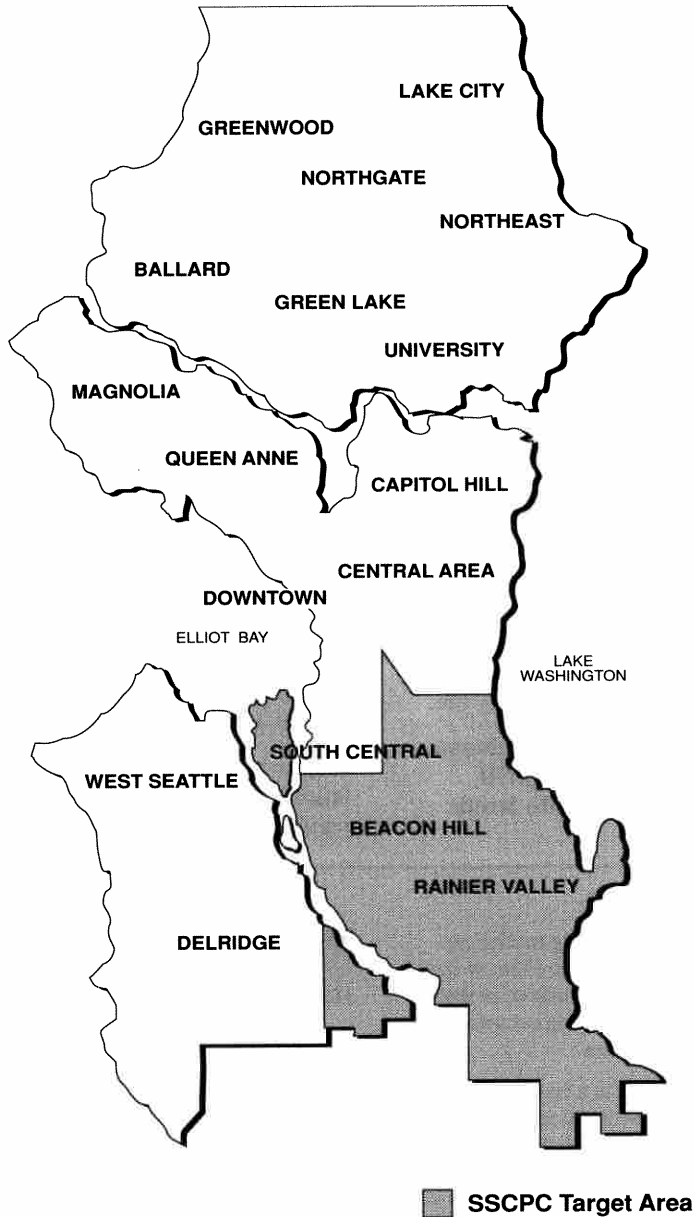 LAKE CITY
GREENWOOD
NORTHGATE
NORTHEAST
BALLARD
GREEN LAKE
UNIVERSITY
MAGNOLIA
QUEEN ANNE
CAPITOL HILL
CENTRAL AREA
DOWNTOWN
ELLIOT BAY
LAKE
WASHINGTON
SOUTH CENTRAL
WEST SEATTLE
BEACON HILL
RAINIER VALLEY
DELRIDGE
SSCPC Target Area